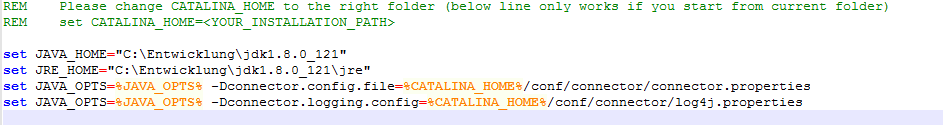 REM    Please change CATALINA_HOME to the right folder (below line only works if you start from current folder)
REM    set CATALINA_HOME=<YOUR_INSTALLATION_PATH>
set JAVA_HOME="C:\Entwicklung\jdk1.8.0_121"
set JRE_HOME="C:\Entwicklung\jdk1.8.0_121\jre"
set JAVA_OPTS=%JAVA_OPTS% -Dconnector.config.file=%CATALINA_HOME%/conf/connector/connector.properties
set JAVA_OPTS=%JAVA_OPTS% -Dconnector.logging.config=%CATALINA_HOME%/conf/connector/log4j.properties